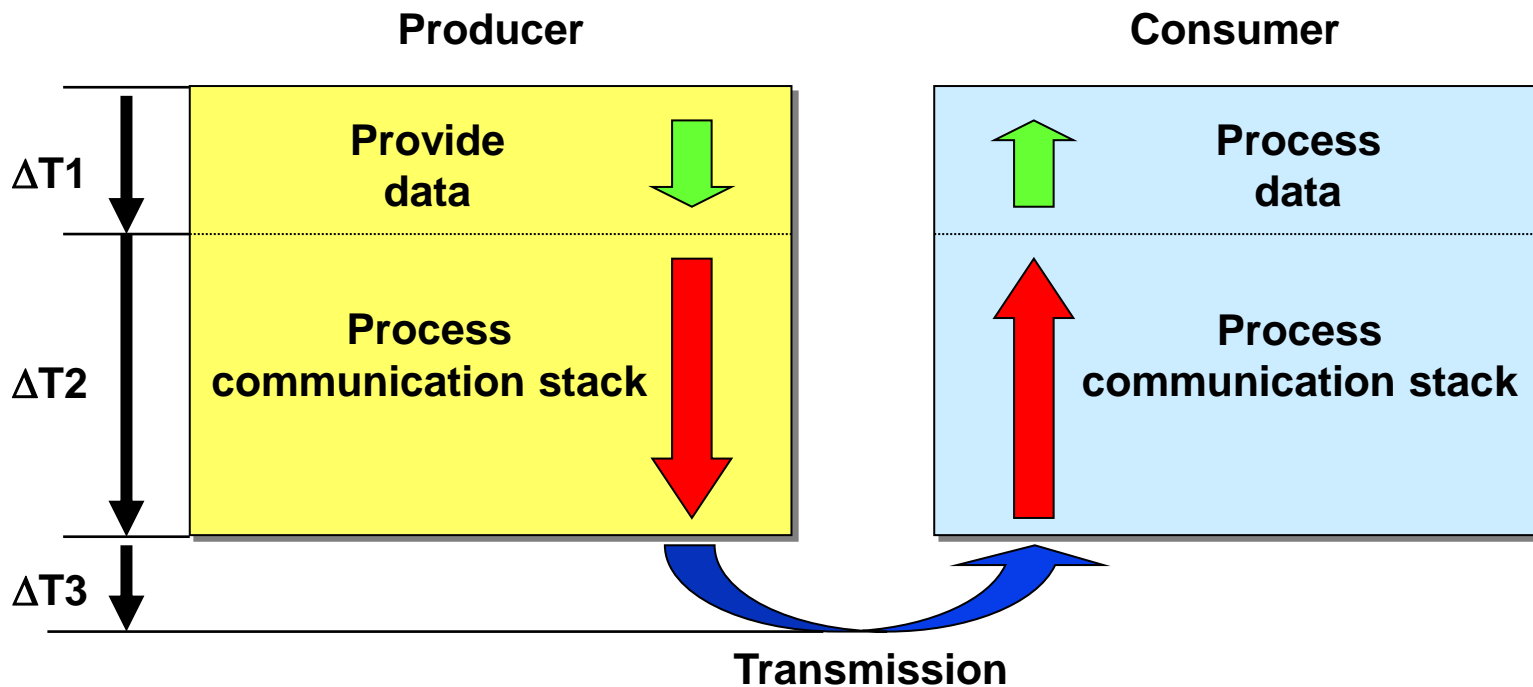 Producer
Consumer
ΔT1
Provide
data
Process
data
ΔT2
Process
communication stack
Process
communication stack
ΔT3
Transmission